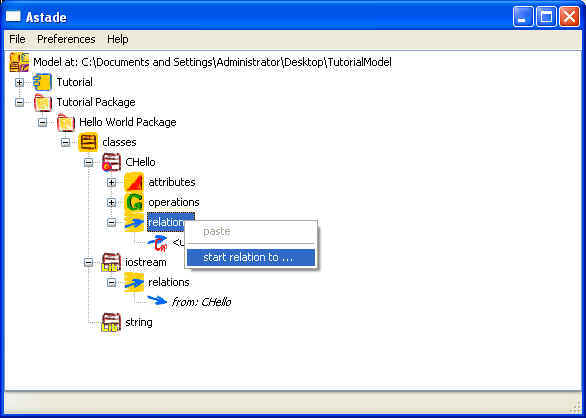 Astade
File Preferences Help
Model at: C:\Documents and Settings\Administrator\Desktop\TutorialModel
Tutorial
Tutorial Package
Hello World Package
classes
CHello
attributes
operations
relation
paste
<u
start relation to ...
iostream
relations
from: CHello
string